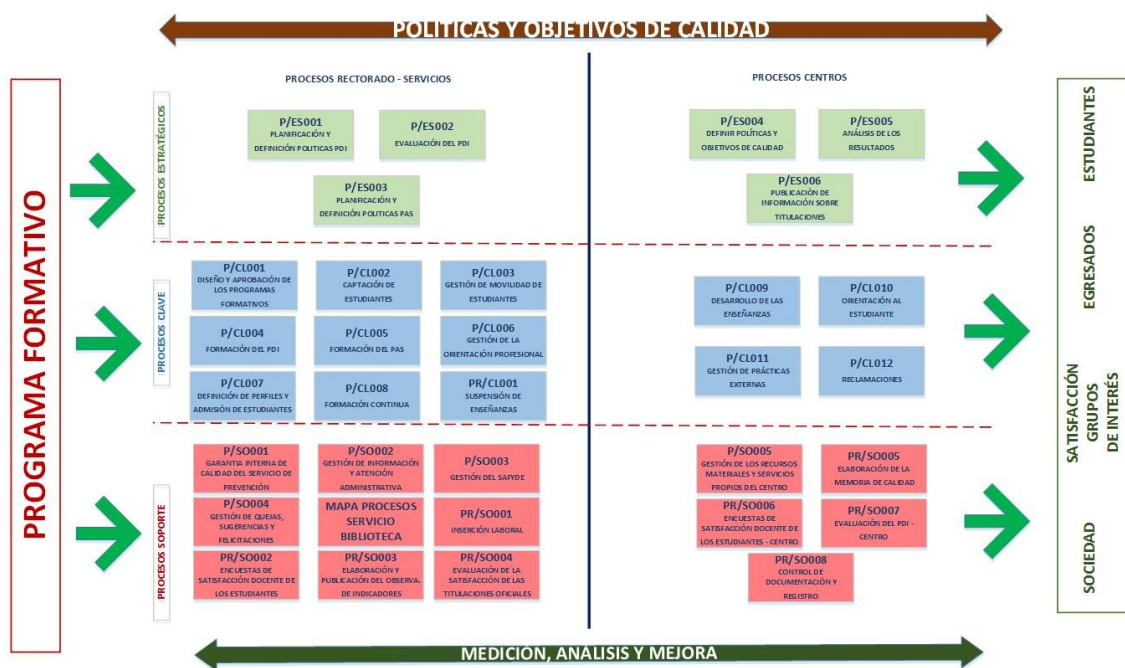 POLÍTICAS Y OBJETIVOS DE CALIDAD
PROGRAMA FORMATIVO
PROCESOS RECTORADO - SERVICIOS
PROCESOS CENTROS
PROCESOS ESTRATÉGICOS
P/ES001
PLANIFICACIÓN Y
DEFINICIÓN POLITICAS PDI
P/ES002
EVALUACIÓN DEL PDI
P/ES003
PLANIFICACIÓN Y
DEFINICIÓN POLITICAS PAS
P/ES004
DEFINIR POLÍTICAS Y
OBJETIVOS DE CALIDAD
P/ES005
ANÁLISIS DE LOS
RESULTADOS
P/ES006
PUBLICACIÓN DE
INFORMACIÓN SOBRE
TITULACIONES
PROCESOS CLAVE
P/CL001
DISEÑO Y APROBACIÓN DE
LOS PROGRAMAS
FORMATIVOS
P/CL002
CAPTACIÓN DE
ESTUDIANTES
P/CL003
GESTIÓN DE MOVILIDAD DE
ESTUDIANTES
P/CL004
FORMACIÓN DEL PDI
P/CL005
FORMACIÓN DEL PAS
P/CL006
GESTIÓN DE LA
ORIENTACIÓN PROFESIONAL
P/CL007
DEFINICIÓN DE PERFILES Y
ADMISIÓN DE ESTUDIANTES
P/CL008
FORMACIÓN CONTINUA
PR/CL001
SUSPENSIÓN DE
ENSEÑANZAS
P/CL009
DESARROLLO DE LAS
ENSEÑANZAS
P/CL010
ORIENTACIÓN AL
ESTUDIANTE
P/CL011
GESTIÓN DE PRÁCTICAS
EXTERNAS
P/CL012
RECLAMACIONES
PROCESOS SOPORTE
P/SO001
GARANTIA INTERNA DE
CALIDAD DEL SERVICIO DE
PREVENCIÓN
P/SO002
GESTIÓN DE INFORMACIÓN
Y ATENCIÓN
ADMINISTRATIVA
P/SO003
GESTIÓN DEL SAFYDE
P/SO004
GESTIÓN DE QUEJAS,
SUGERENCIAS Y
FELICITACIONES
MAPA PROCESOS
SERVICIO
BIBLIOTECA
PR/SO001
INSERCIÓN LABORAL
PR/SO002
ENCUESTAS DE
SATISFACCIÓN DOCENTE DE
LOS ESTUDIANTES
PR/SO003
ELABORACIÓN Y
PUBLICACIÓN DEL OBSERVA.
DE INDICADORES
PR/SO004
EVALUACIÓN DE LA
SATISFACCIÓN DE LAS
TITULACIONES OFICIALES
P/SO005
GESTIÓN DE LOS RECURSOS
MATERIALES Y SERVICIOS
PROPIOS DEL CENTRO
PR/SO005
ELABORACIÓN DE LA
MEMORIA DE CALIDAD
PR/SO006
ENCUESTAS DE
SATISFACCIÓN DOCENTE DE
LOS ESTUDIANTES - CENTRO
PR/SO007
EVALUACIÓN DEL PDI -
CENTRO
PR/SO008
CONTROL DE
DOCUMENTACIÓN Y
REGISTRO
ESTUDIANTES
EGRESADOS
SATISFACCIÓN
GRUPOS
DE INTERÉS
SOCIEDAD
MEDICIÓN, ANÁLISIS Y MEJORA